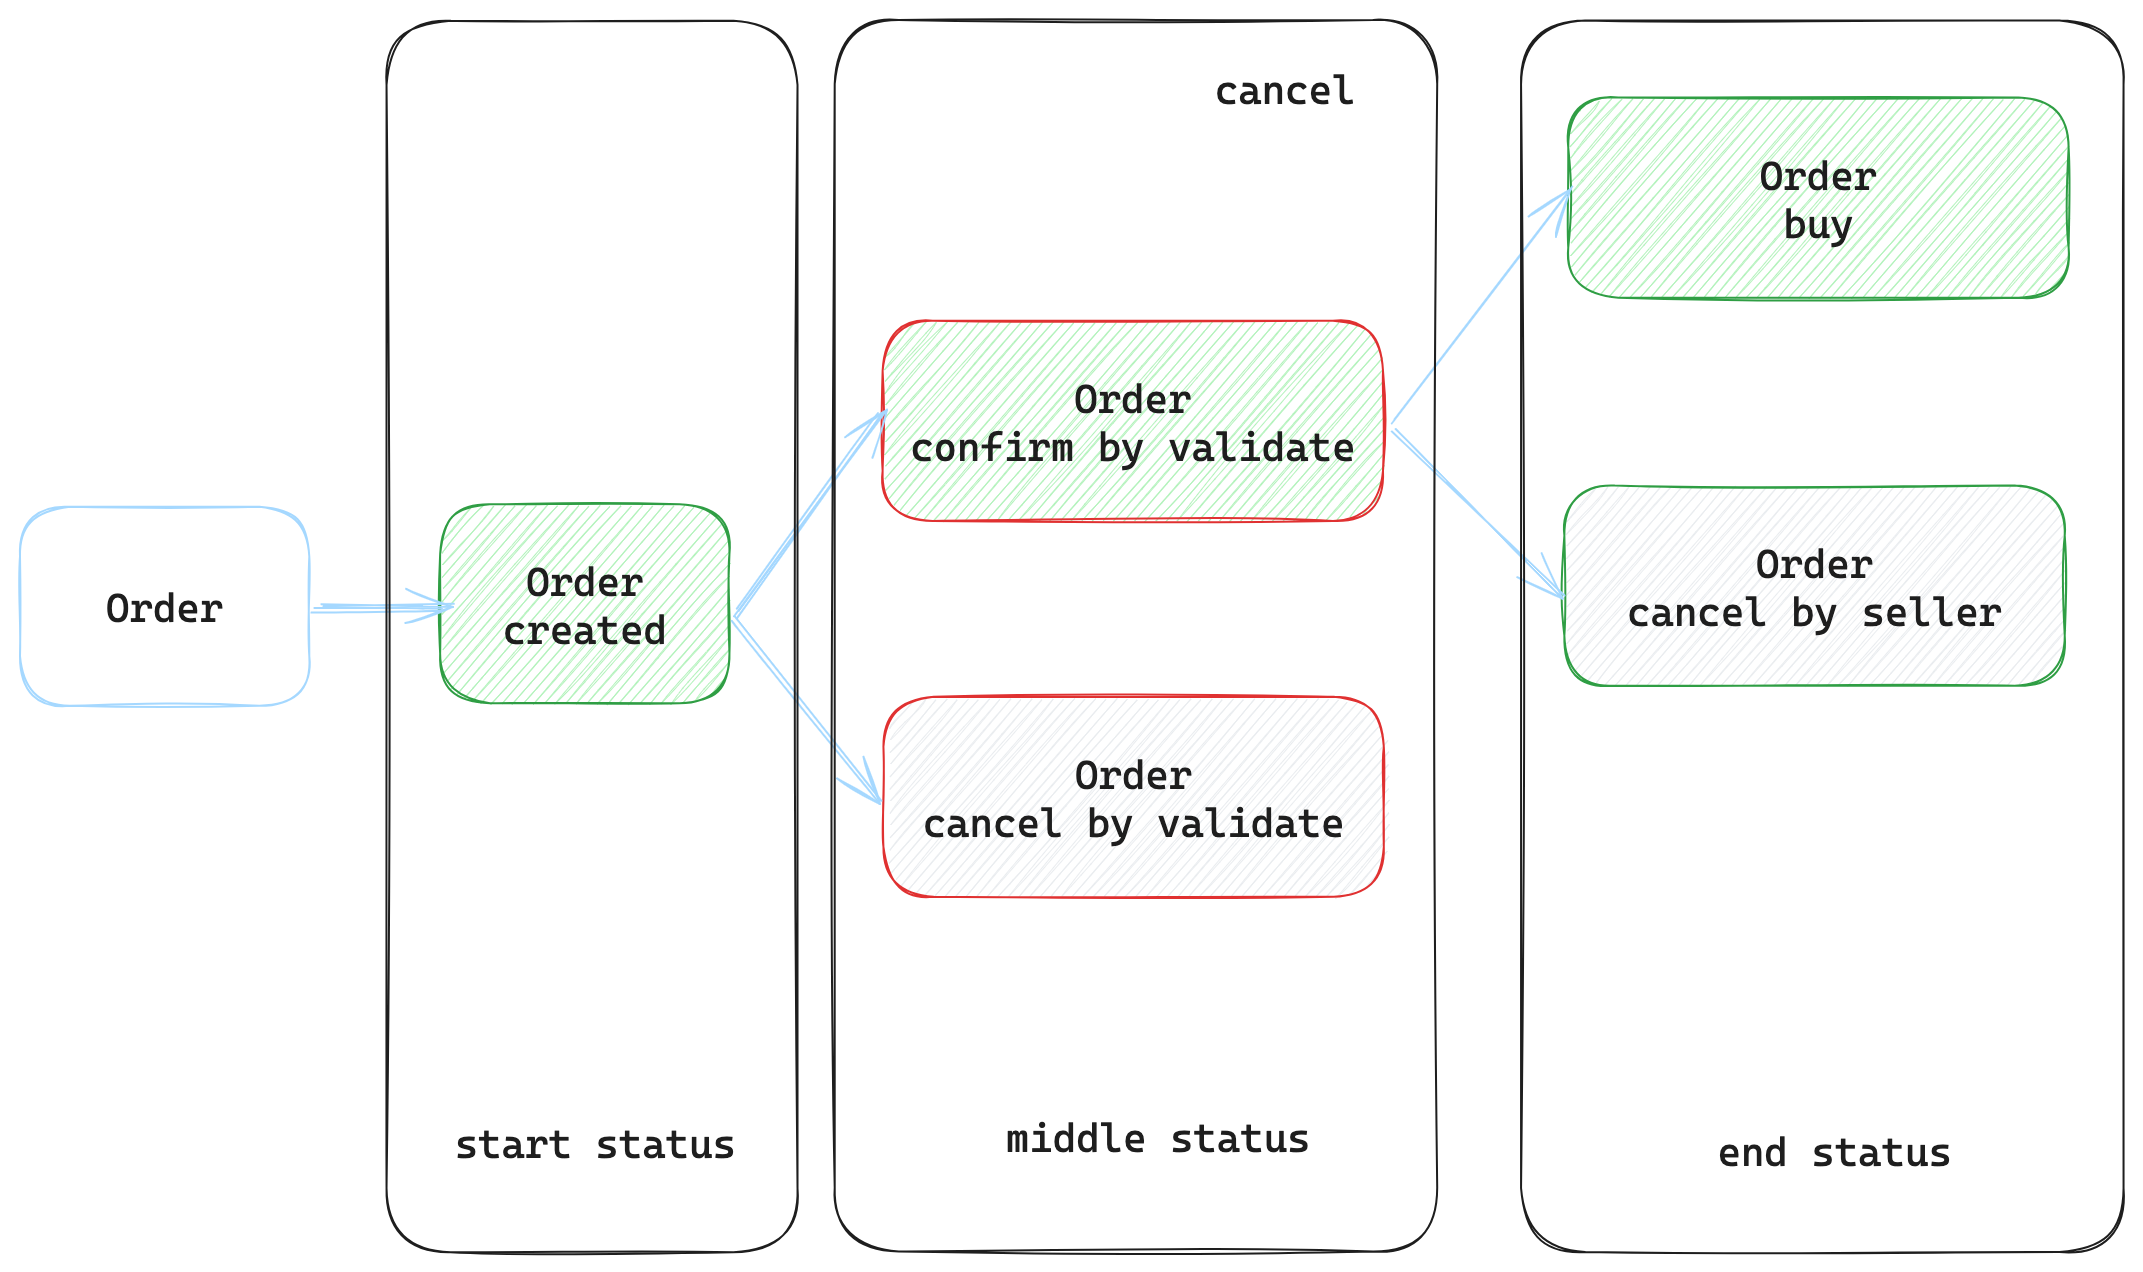 Order
Order
created
start status
cancel
Order
confirm by validate
Order
cancel by validate
middle status
Order
buy
Order
cancel by seller
end status